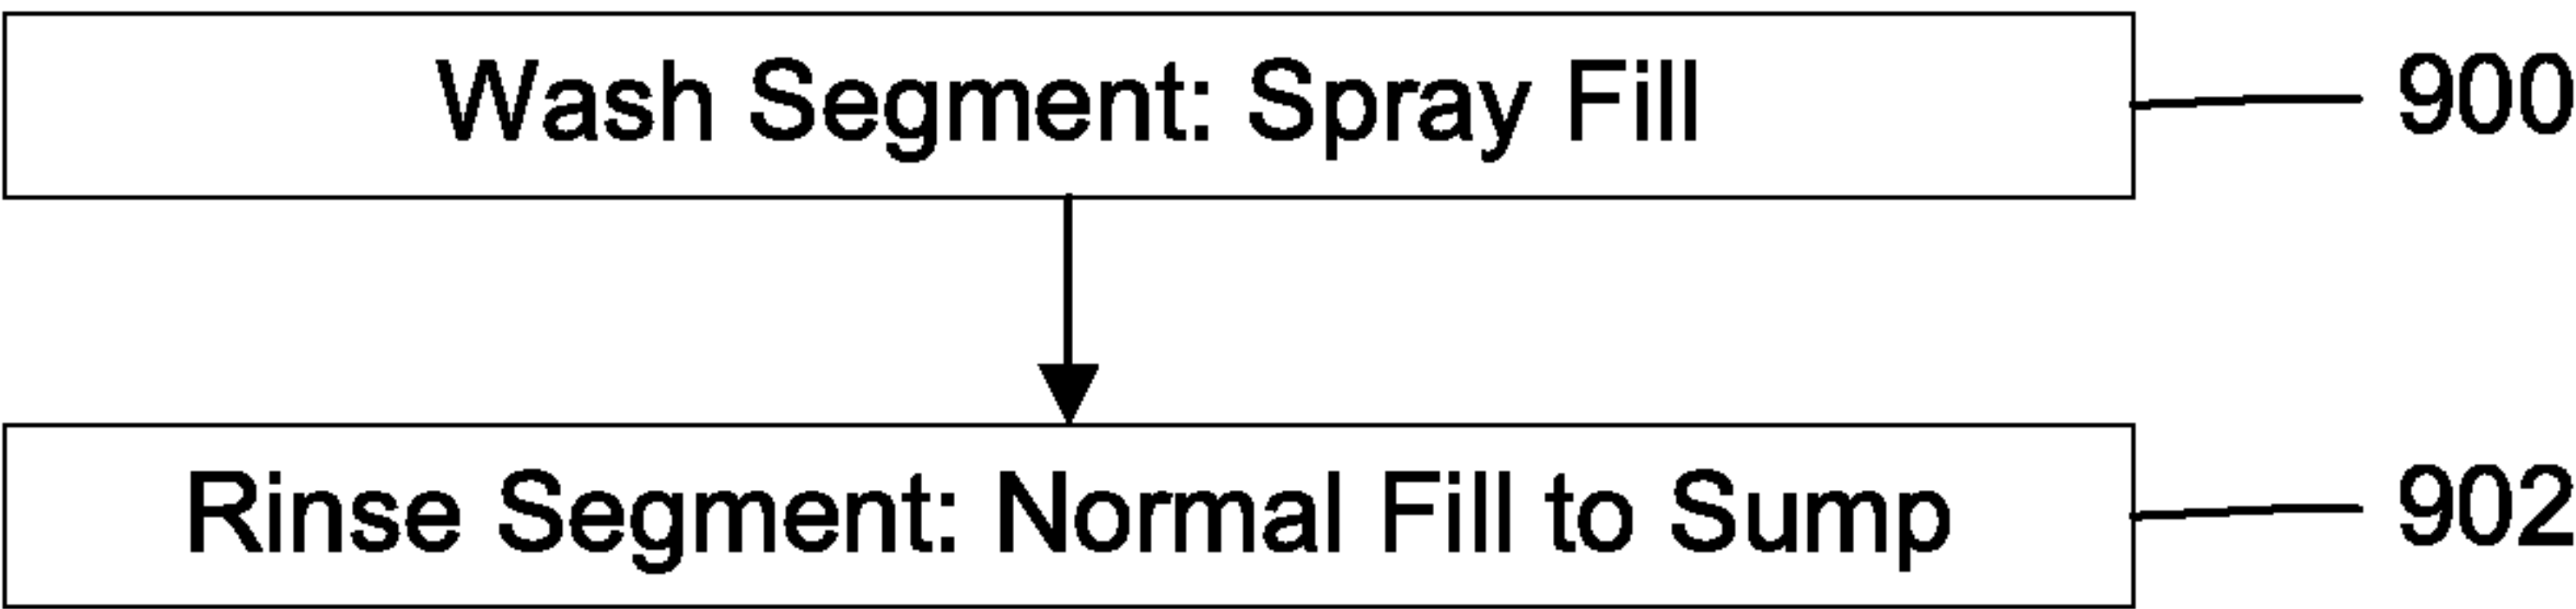 Wash Segment: Spray Fill 900
Rinse Segment: Normal Fill to Sump 902